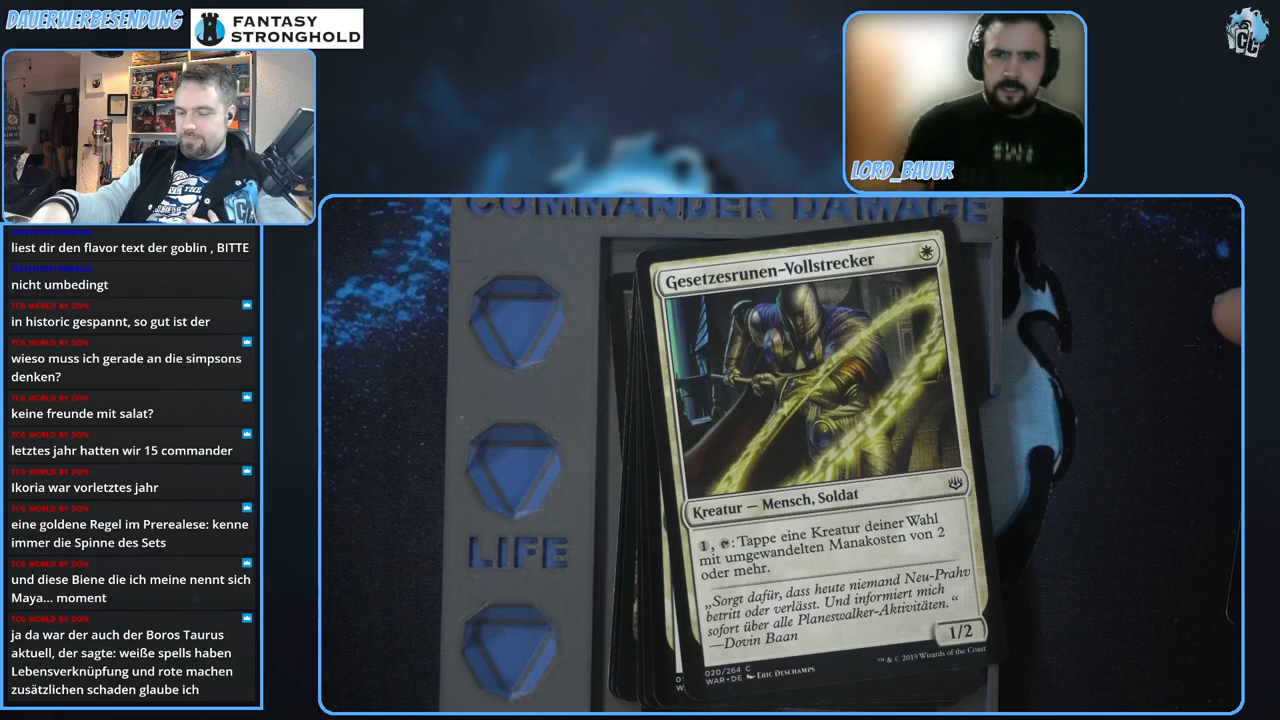 DAUERWERBESENDUNG
FANTASY
STRONGHOLD
LORD_BAUUR
liest dir den flavor text der goblin , BITTE
nicht umbedingt
TCG WORLD BY DON
in historic gespannt, so gut ist der
TCG WORLD BY DON
wieso muss ich gerade an die simpsons
denken?
TCG WORLD BY DON
keine freunde mit salat?
TCG WORLD BY DON
letztes jahr hatten wir 15 commander
TCG WORLD BY DON
Ikoria war vorletztes jahr
TCG WORLD BY DON
eine goldene Regel im Prerealese: kenne
immer die Spinne des Sets
TCG WORLD BY DON
und diese Biene die ich meine nennt sich
Maya... moment
TCG WORLD BY DON
ja da war der auch der Boros Taurus
aktuell, der sagte: weiße spells haben
Lebensverknüpfung und rote machen
zusätzlichen schaden glaube ich
COMMANDER DAMAGE
LIFE
Gesetzesrunen-Vollstrecker
Kreatur — Mensch, Soldat
1, : Tappe eine Kreatur deiner Wahl
mit umgewandelten Manakosten von 2
oder mehr.
„Sorgt dafür, dass heute niemand Neu-Prahv
betritt oder verlässt. Und informiert mich
sofort über alle Planeswalker-Aktivitäten.“
—Dovin Baan
1/2
020/264 C
WAR • DE ERIC DESCHAMPS
™ & © 2019 Wizards of the Coast